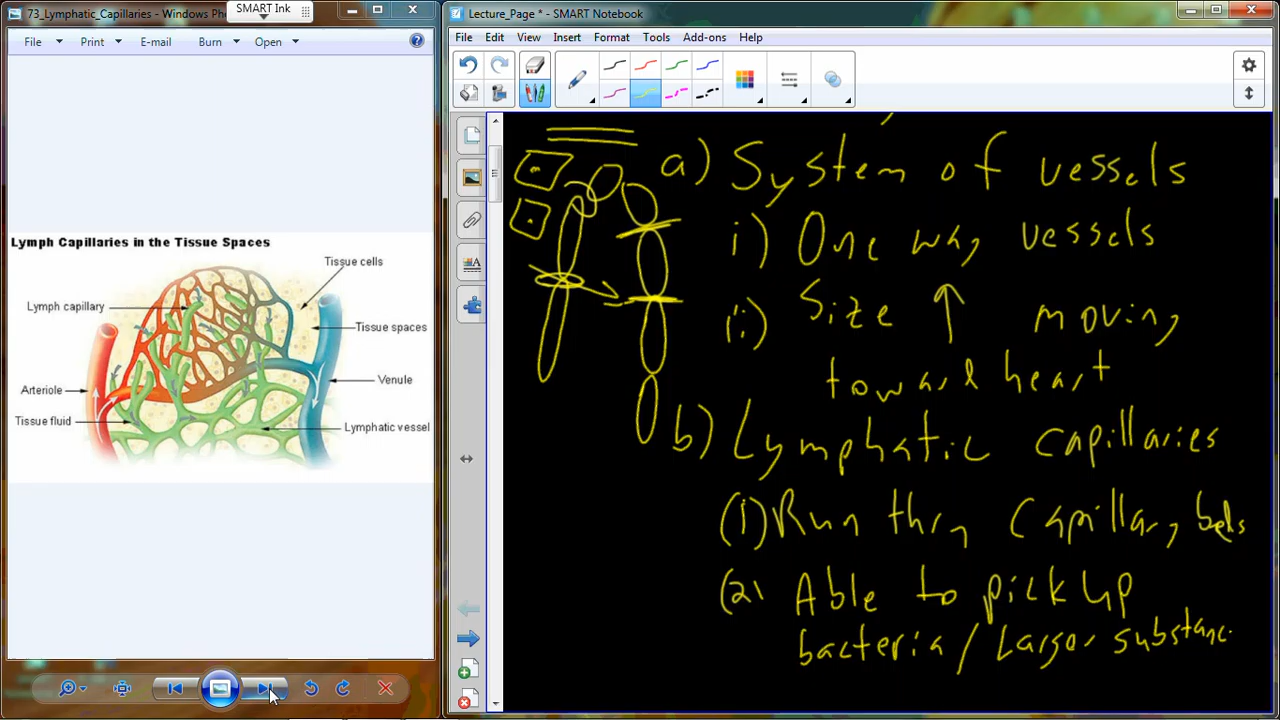 73_Lymphatic_Capillaries - Windows Pho
SMART Ink
File Print E-mail Burn Open
Lymph Capillaries in the Tissue Spaces
Tissue cells
Lymph capillary
Tissue spaces
Arteriole
Venule
Tissue fluid
Lymphatic vessel
Lecture_Page * - SMART Notebook
File Edit View Insert Format Tools Add-ons Help
a) System of vessels
i) One way vessels
ii) Size ↑ moving
toward heart
b) Lymphatic capillaries
(1) Run thru Capillary beds
(2) Able to pick up
bacteria / Larger substanc